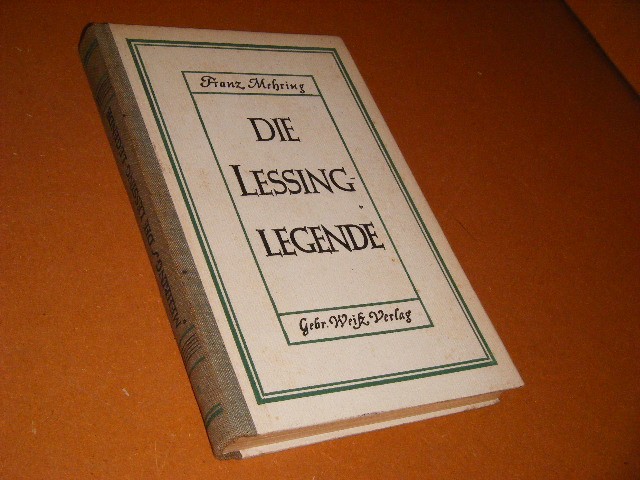 Franz Mehring
DIE
LESSING-
LEGENDE
Gebr. Weiß Verlag